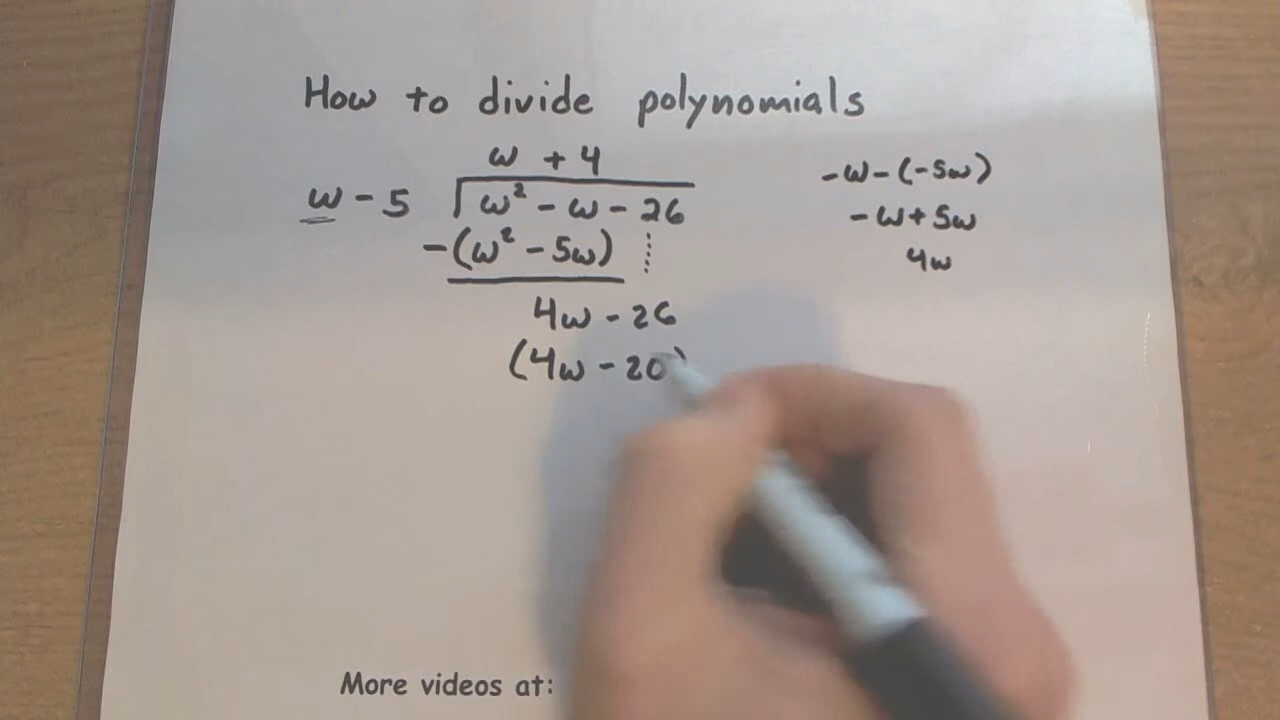 How to divide polynomials
w + 4
w - 5 √w² - w - 26
-(w² - 5w)
4w - 26
(4w - 20)
-w-(-5w)
-w+5w
4w
More videos at: